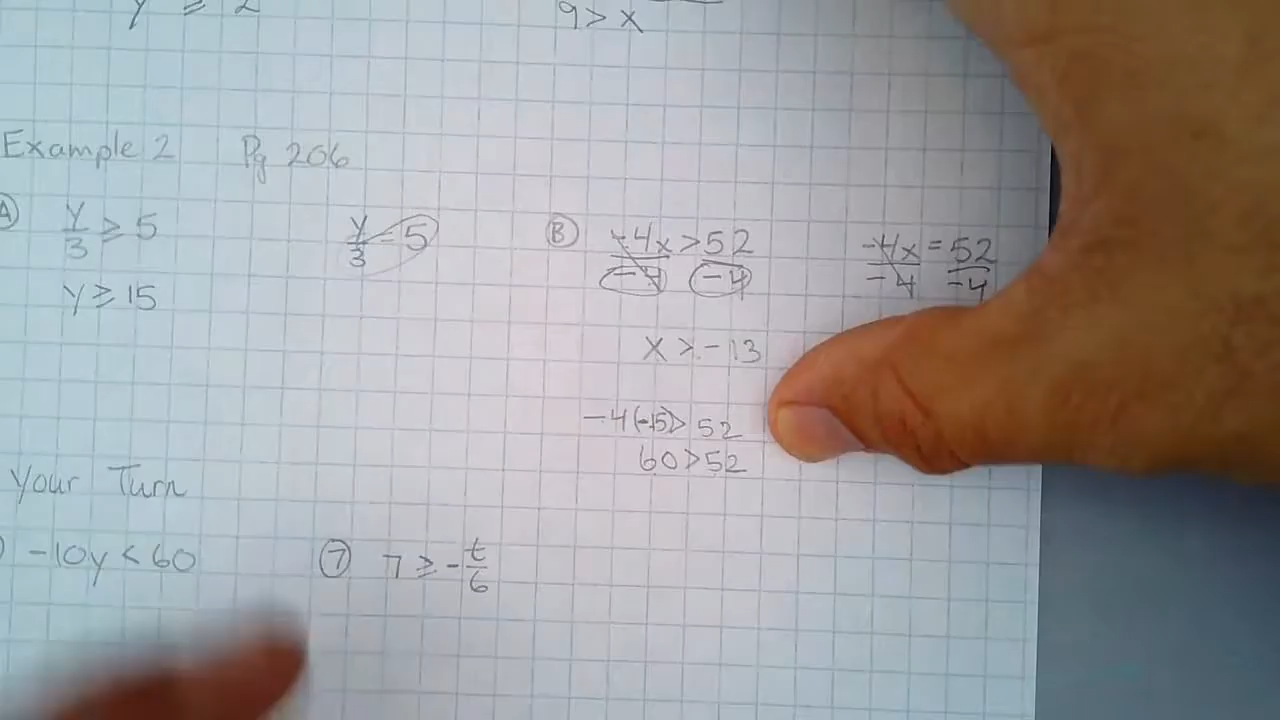 y ≥ 2
9 > x
Example 2 Pg 206
A y/3 ≥ 5
y ≥ 15
y/3 = 5
B -4x > 52
-4 -4
x > -13
-4(-15) > 52
60 > 52
-4x = 52
-4 -4
Your Turn
) -10y < 60
7 7 ≥ -t/6